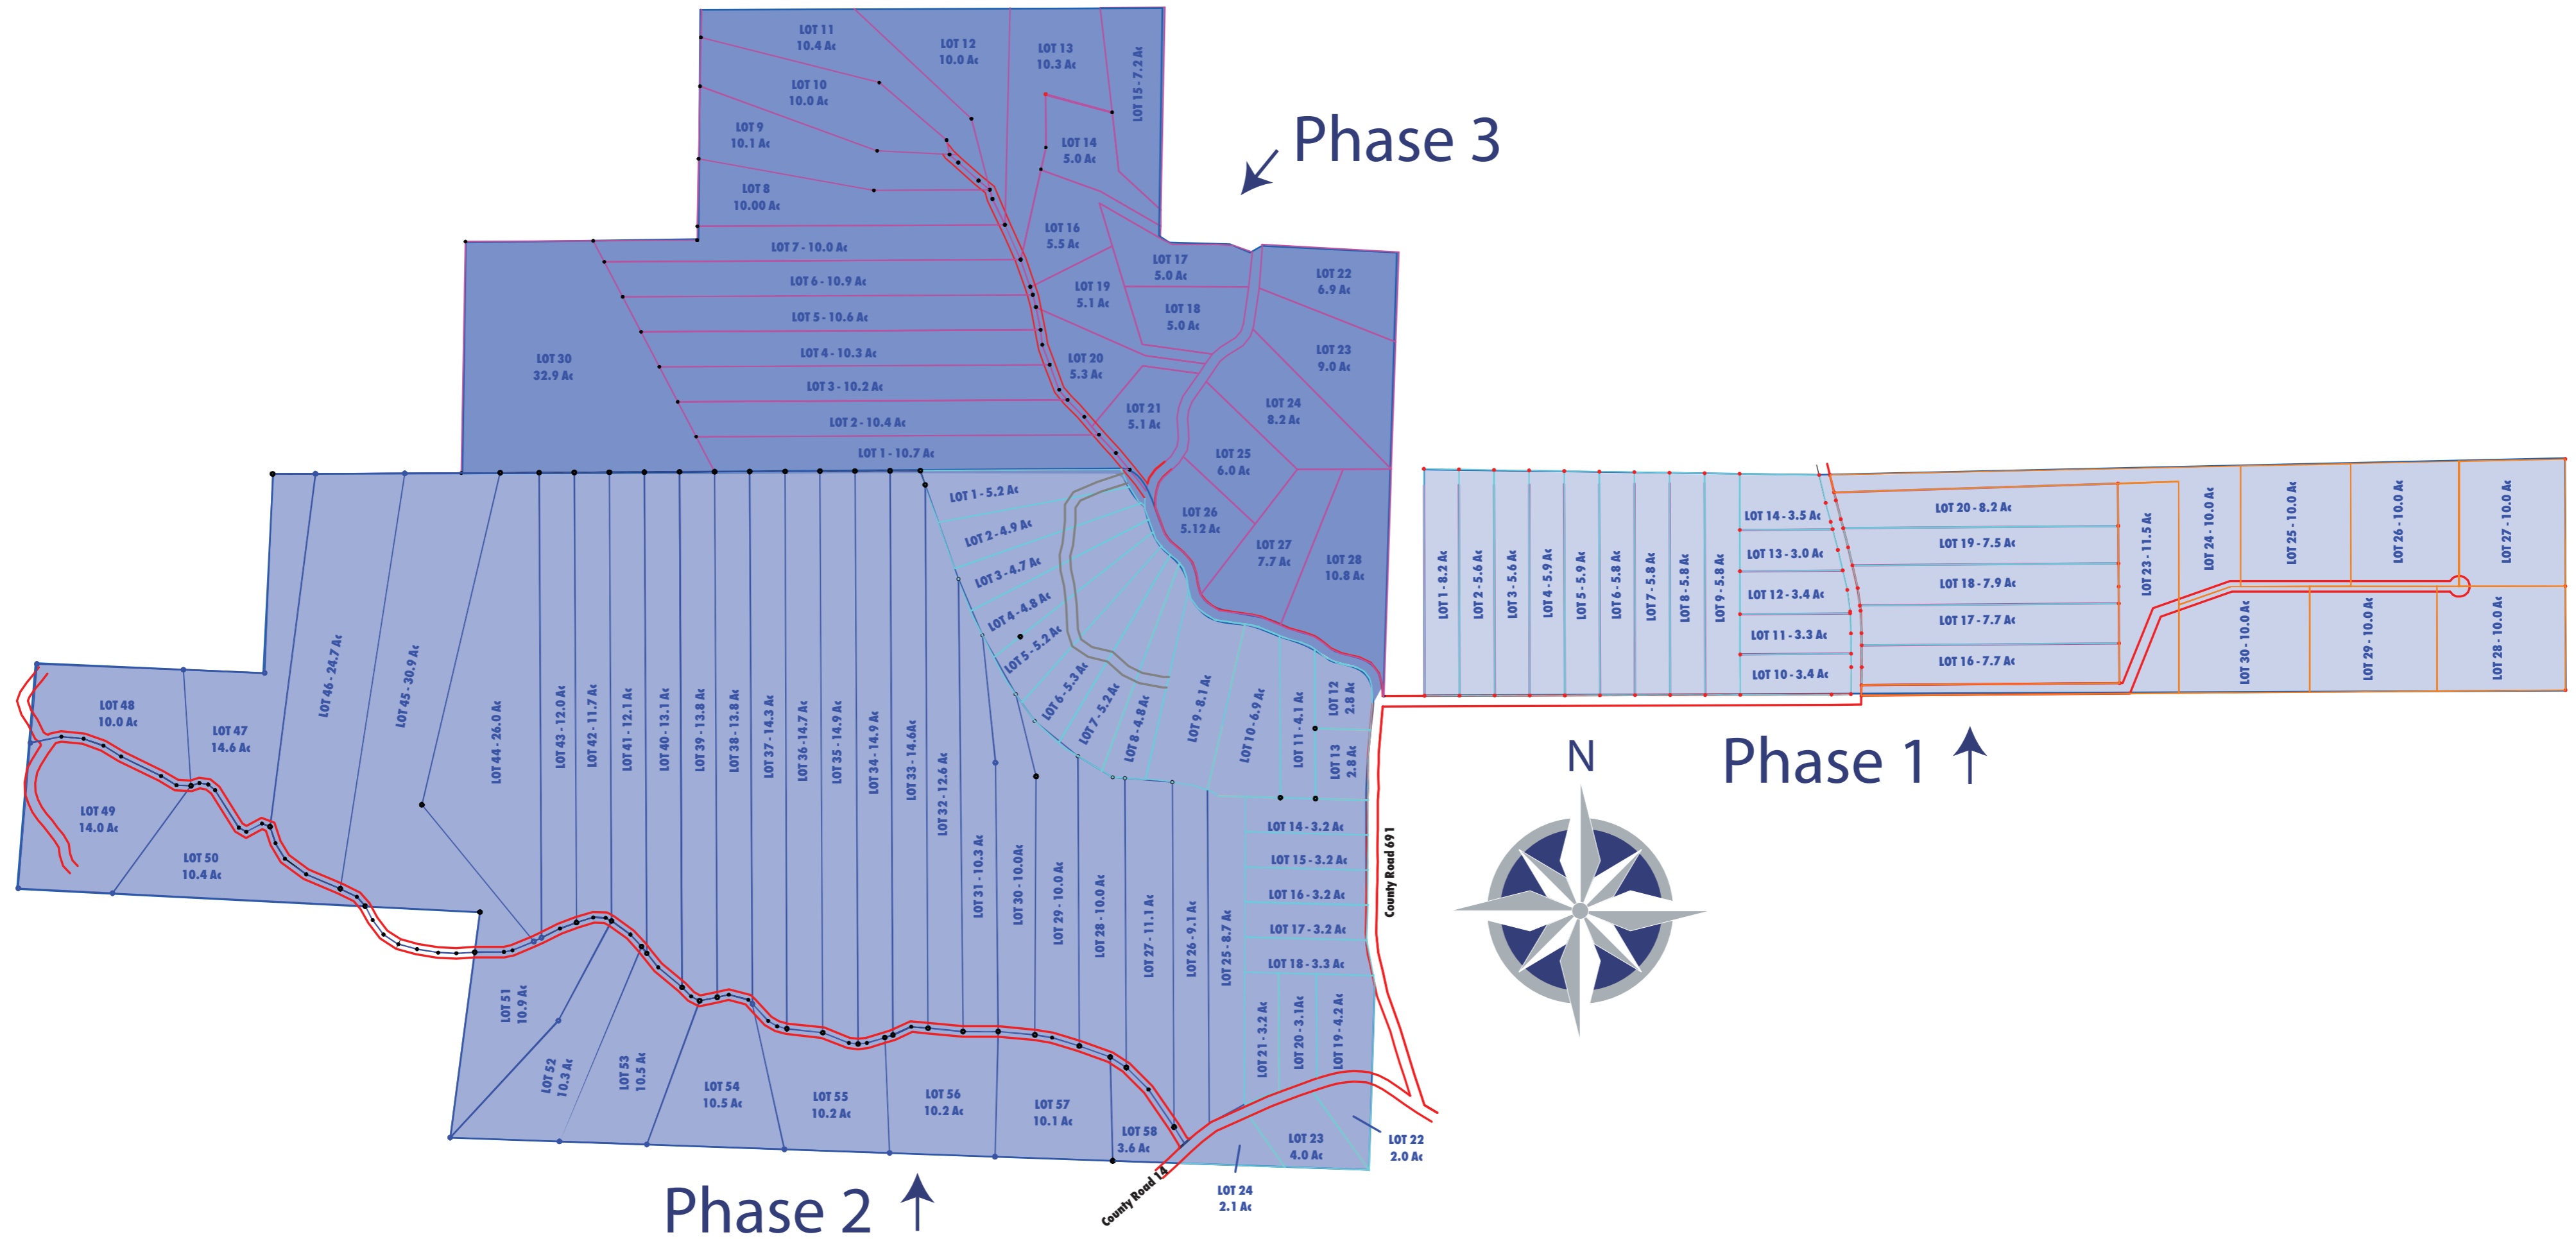 LOT 11
10.4 Ac
LOT 12
10.0 Ac
LOT 13
10.3 Ac
LOT 15 - 7.2 Ac
LOT 10
10.0 Ac
LOT 9
10.1 Ac
LOT 14
5.0 Ac
Phase 3
LOT 8
10.00 Ac
LOT 16
5.5 Ac
LOT 7 - 10.0 Ac
LOT 17
5.0 Ac
LOT 22
6.9 Ac
LOT 6 - 10.9 Ac
LOT 19
5.1 Ac
LOT 18
5.0 Ac
LOT 5 - 10.6 Ac
LOT 30
32.9 Ac
LOT 4 - 10.3 Ac
LOT 20
5.3 Ac
LOT 23
9.0 Ac
LOT 3 - 10.2 Ac
LOT 21
5.1 Ac
LOT 24
8.2 Ac
LOT 2 - 10.4 Ac
LOT 1 - 10.7 Ac
LOT 25
6.0 Ac
LOT 26
5.12 Ac
LOT 27
7.7 Ac
LOT 28
10.8 Ac
LOT 1 - 8.2 Ac
LOT 2 - 5.6 Ac
LOT 3 - 5.6 Ac
LOT 4 - 5.9 Ac
LOT 5 - 5.9 Ac
LOT 6 - 5.8 Ac
LOT 7 - 5.8 Ac
LOT 8 - 5.8 Ac
LOT 9 - 5.8 Ac
LOT 14 - 3.5 Ac
LOT 13 - 3.0 Ac
LOT 12 - 3.4 Ac
LOT 11 - 3.3 Ac
LOT 10 - 3.4 Ac
LOT 20 - 8.2 Ac
LOT 19 - 7.5 Ac
LOT 18 - 7.9 Ac
LOT 17 - 7.7 Ac
LOT 16 - 7.7 Ac
LOT 23 - 11.5 Ac
LOT 24 - 10.0 Ac
LOT 25 - 10.0 Ac
LOT 26 - 10.0 Ac
LOT 27 - 10.0 Ac
LOT 30 - 10.0 Ac
LOT 29 - 10.0 Ac
LOT 28 - 10.0 Ac
Phase 1
N
LOT 48
10.0 Ac
LOT 47
14.6 Ac
LOT 49
14.0 Ac
LOT 50
10.4 Ac
LOT 46 - 24.7 Ac
LOT 45 - 30.9 Ac
LOT 44 - 26.0 Ac
LOT 43 - 12.0 Ac
LOT 42 - 11.7 Ac
LOT 41 - 12.1 Ac
LOT 40 - 13.1 Ac
LOT 39 - 13.8 Ac
LOT 38 - 13.8 Ac
LOT 37 - 14.3 Ac
LOT 36 -14.7 Ac
LOT 35 - 14.9 Ac
LOT 34 - 14.9 Ac
LOT 33 - 14.6Ac
LOT 32 - 12.6 Ac
LOT 31 - 10.3 Ac
LOT 30 - 10.0Ac
LOT 29 - 10.0 Ac
LOT 28 - 10.0 Ac
LOT 27 - 11.1 Ac
LOT 26 - 9.1 Ac
LOT 25 - 8.7 Ac
LOT 1 - 5.2 Ac
LOT 2 - 4.9 Ac
LOT 3 - 4.7 Ac
LOT 4 - 4.8 Ac
LOT 5 - 5.2 Ac
LOT 6 - 5.3 Ac
LOT 7 - 5.2 Ac
LOT 8 - 4.8 Ac
LOT 9 - 8.1 Ac
LOT 10 - 6.9 Ac
LOT 11 - 4.1 Ac
LOT 12
2.8 Ac
LOT 13
2.8 Ac
LOT 14 - 3.2 Ac
LOT 15 - 3.2 Ac
LOT 16 - 3.2 Ac
LOT 17 - 3.2 Ac
LOT 18 - 3.3 Ac
LOT 21 - 3.2 Ac
LOT 20 - 3.1Ac
LOT 19 - 4.2 Ac
County Road 691
LOT 51
10.9 Ac
LOT 52
10.3 Ac
LOT 53
10.5 Ac
LOT 54
10.5 Ac
LOT 55
10.2 Ac
LOT 56
10.2 Ac
LOT 57
10.1 Ac
LOT 58
3.6 Ac
LOT 23
4.0 Ac
LOT 22
2.0 Ac
LOT 24
2.1 Ac
County Road 14
Phase 2